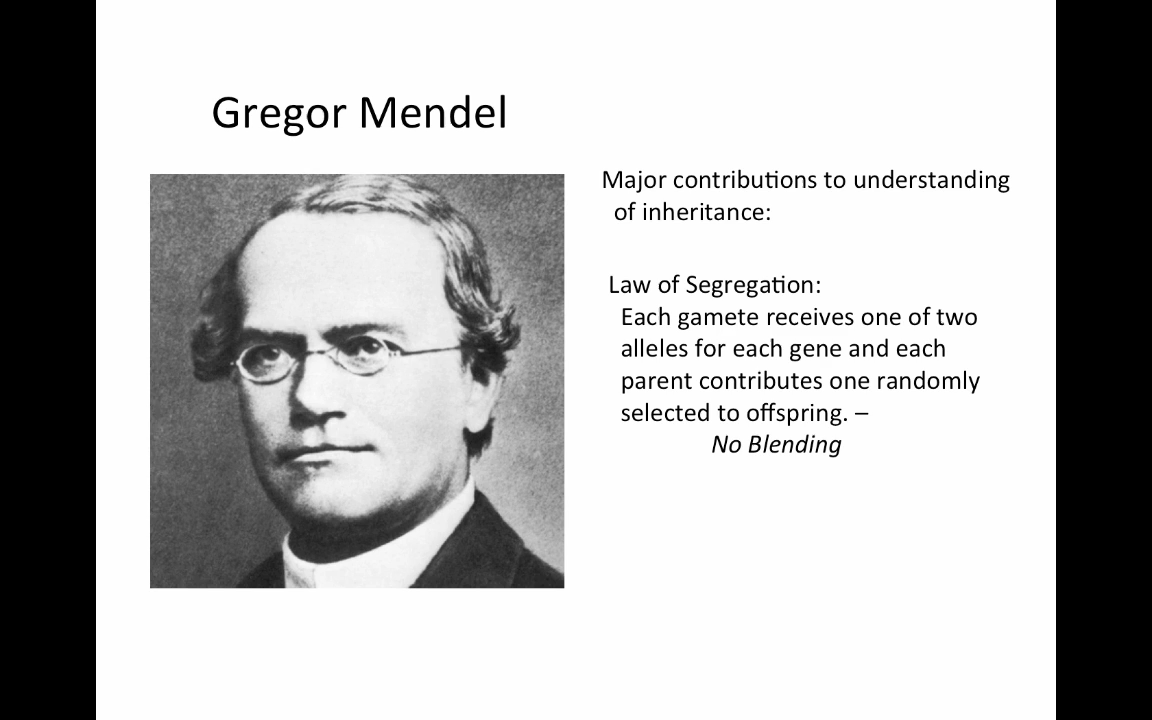 Gregor Mendel
Major contributions to understanding
of inheritance:
Law of Segregation:
Each gamete receives one of two
alleles for each gene and each
parent contributes one randomly
selected to offspring. –
No Blending